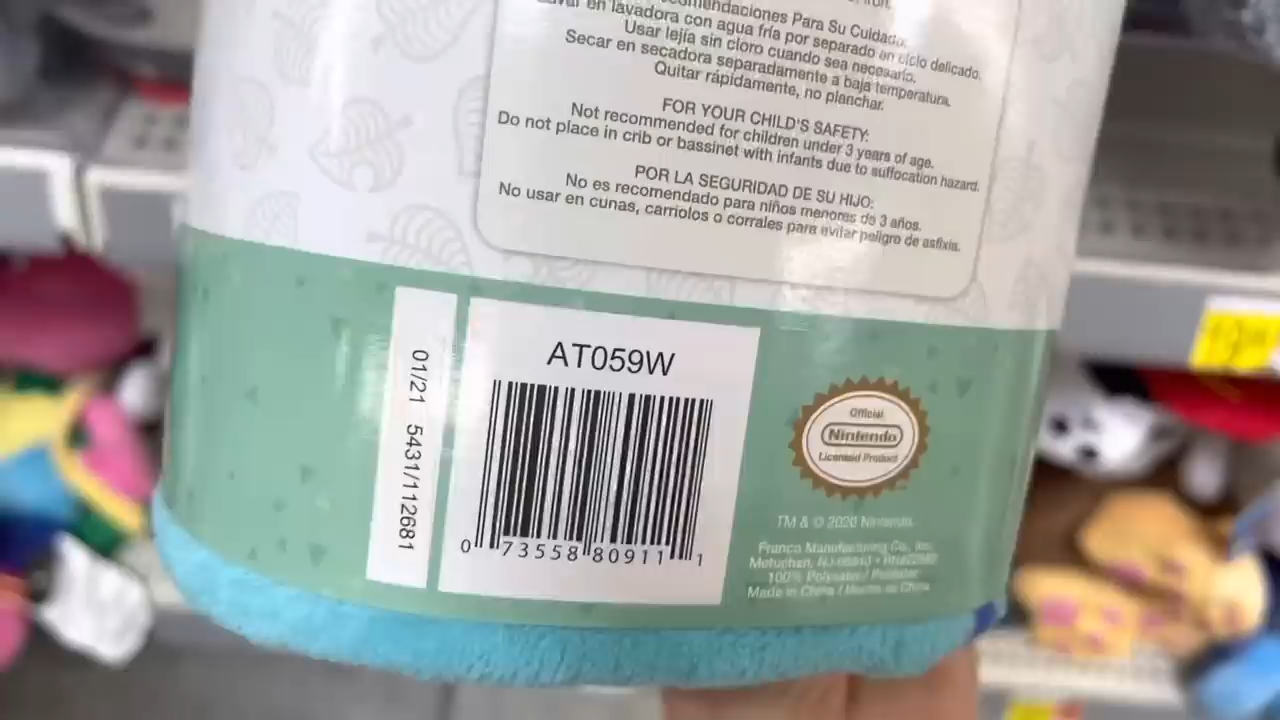 Recomendaciones Para Su Cuidado:
Lavar en lavadora con agua fría por separado en ciclo delicado.
Usar lejía sin cloro cuando sea necesario.
Secar en secadora separadamente a baja temperatura.
Quitar rápidamente, no planchar.
FOR YOUR CHILD'S SAFETY:
Not recommended for children under 3 years of age.
Do not place in crib or bassinet with infants due to suffocation hazard.
POR LA SEGURIDAD DE SU HIJO:
No es recomendado para niños menores de 3 años.
No usar en cunas, carriolos o corrales para evitar peligro de asfixia.
01/21 5431/112681
AT059W
0 73558 80911 1
Official
Nintendo
Licensed Product
TM & © 2020 Nintendo.
Franco Manufacturing Co., Inc.
Metuchen, NJ
100% Polyester / Poliéster
Made in China / Hecho en China